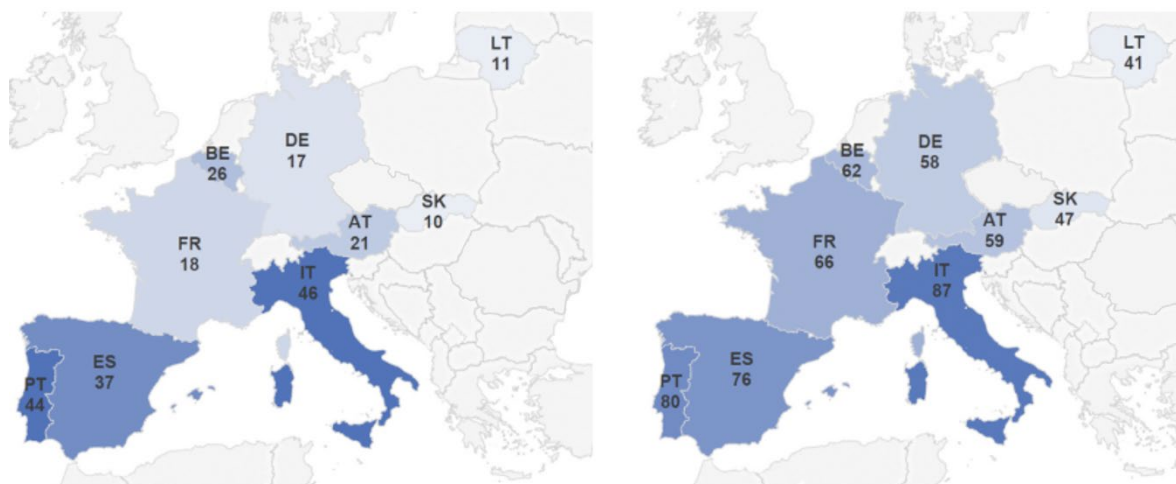 LT
11
DE
17
BE
26
SK
10
AT
21
FR
18
IT
46
ES
37
PT
44
LT
41
DE
58
BE
62
SK
47
AT
59
FR
66
IT
87
ES
76
PT
80